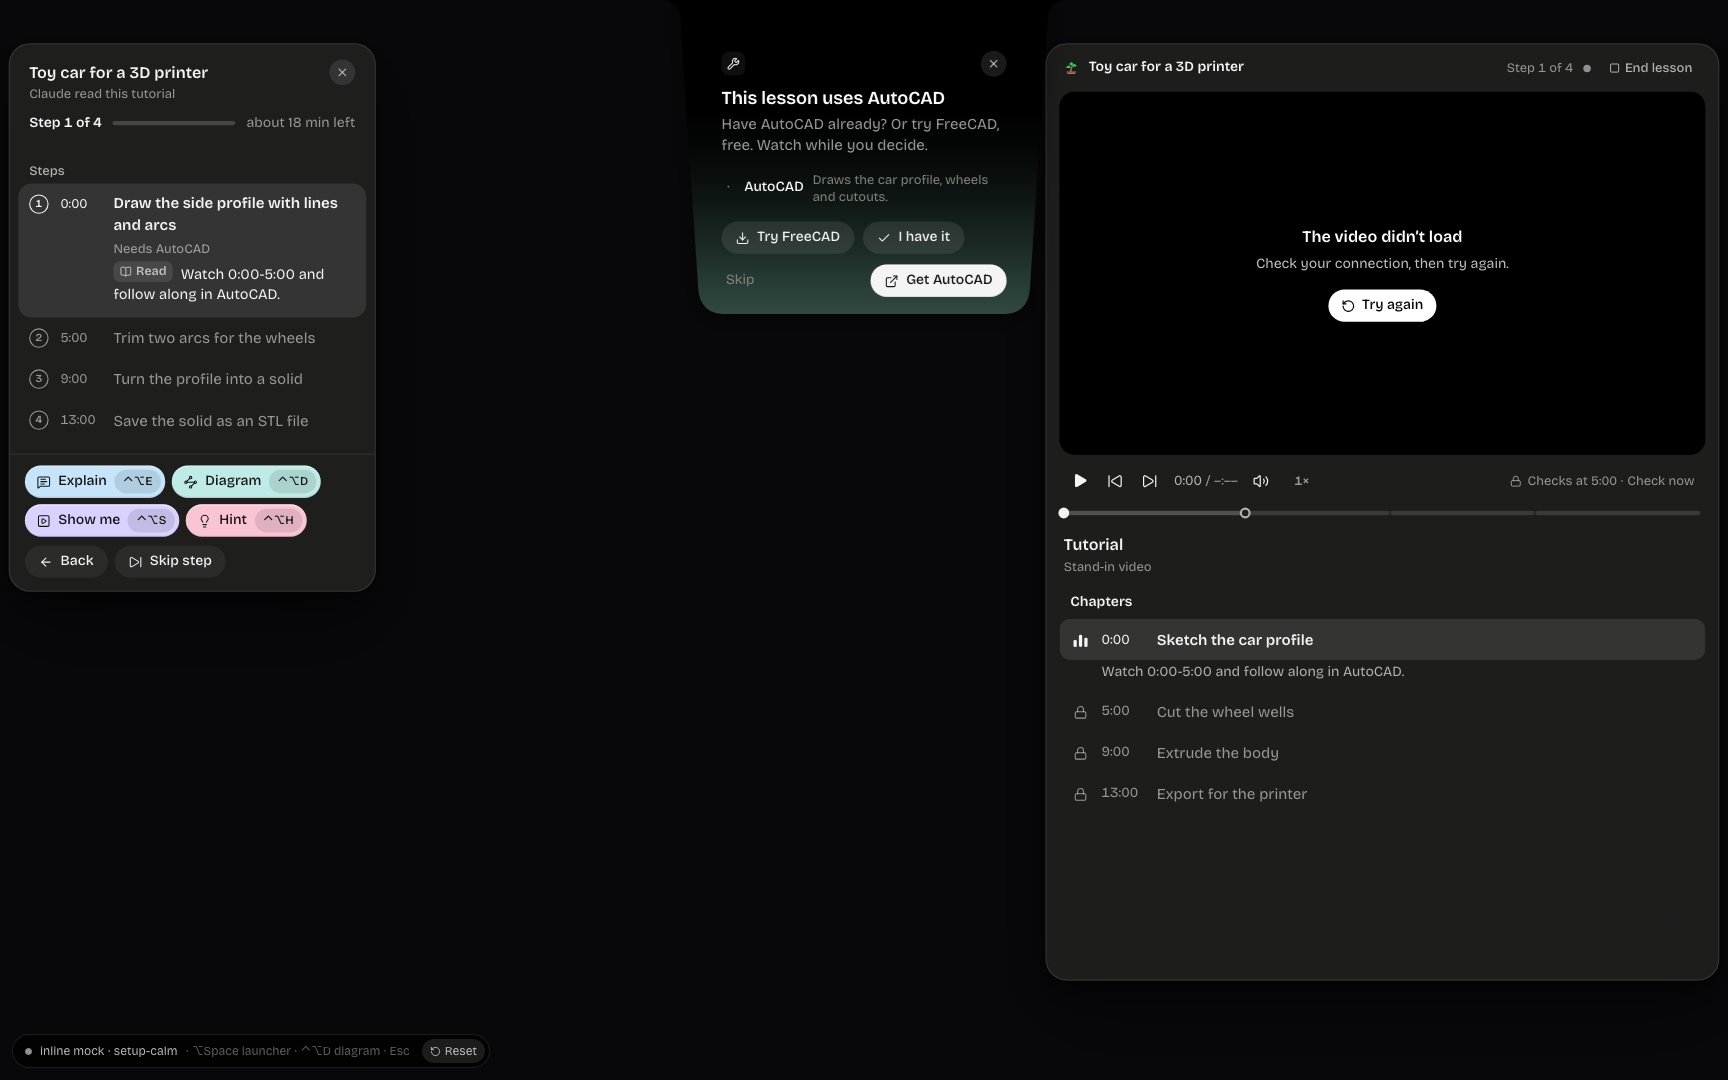 Toy car for a 3D printer
Claude read this tutorial
Step 1 of 4
about 18 min left
Steps
1 0:00 Draw the side profile with lines
and arcs
Needs AutoCAD
Read Watch 0:00-5:00 and
follow along in AutoCAD.
2 5:00 Trim two arcs for the wheels
3 9:00 Turn the profile into a solid
4 13:00 Save the solid as an STL file
Explain ^⌥E
Diagram ^⌥D
Show me ^⌥S
Hint ^⌥H
Back
Skip step
This lesson uses AutoCAD
Have AutoCAD already? Or try FreeCAD,
free. Watch while you decide.
· AutoCAD Draws the car profile, wheels
and cutouts.
Try FreeCAD
I have it
Skip
Get AutoCAD
Toy car for a 3D printer
Step 1 of 4
End lesson
The video didn’t load
Check your connection, then try again.
Try again
0:00 / –:––
1×
Checks at 5:00 · Check now
Tutorial
Stand-in video
Chapters
0:00 Sketch the car profile
Watch 0:00-5:00 and follow along in AutoCAD.
5:00 Cut the wheel wells
9:00 Extrude the body
13:00 Export for the printer
inline mock · setup-calm · ⌥Space launcher · ^⌥D diagram · Esc
Reset